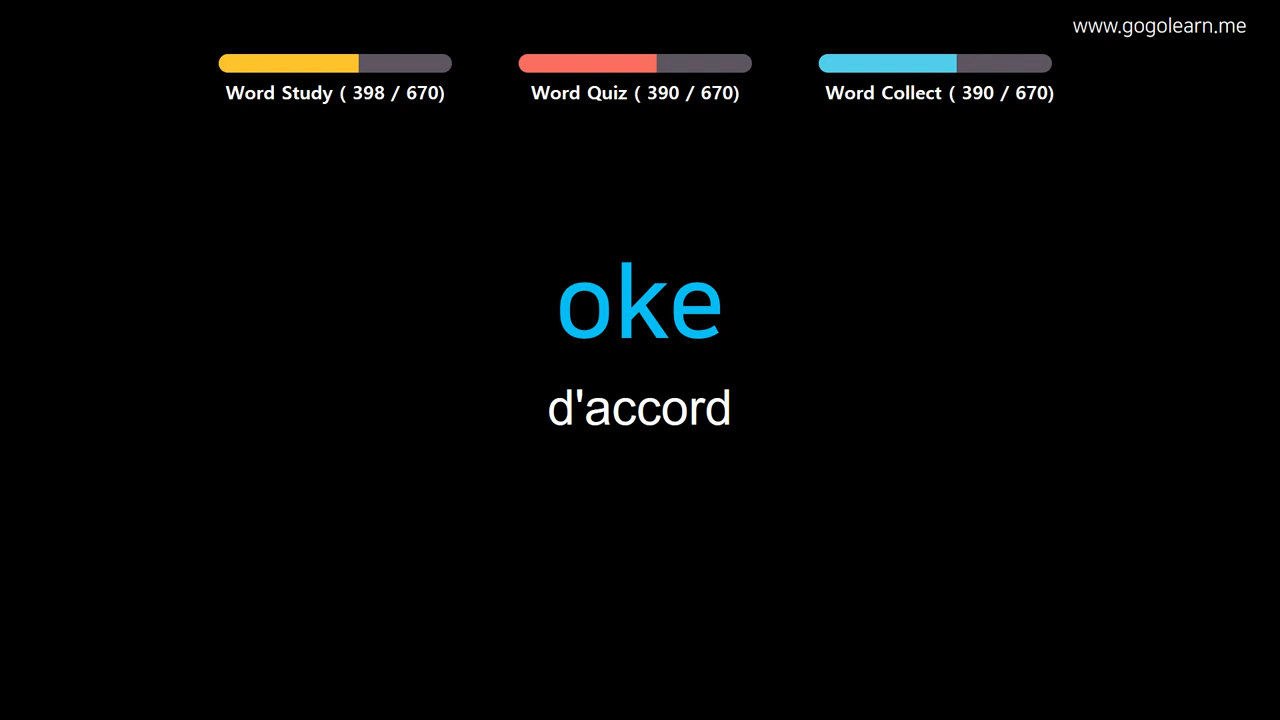 www.gogolearn.me
Word Study ( 398 / 670)
Word Quiz ( 390 / 670)
Word Collect ( 390 / 670)
oke
d'accord